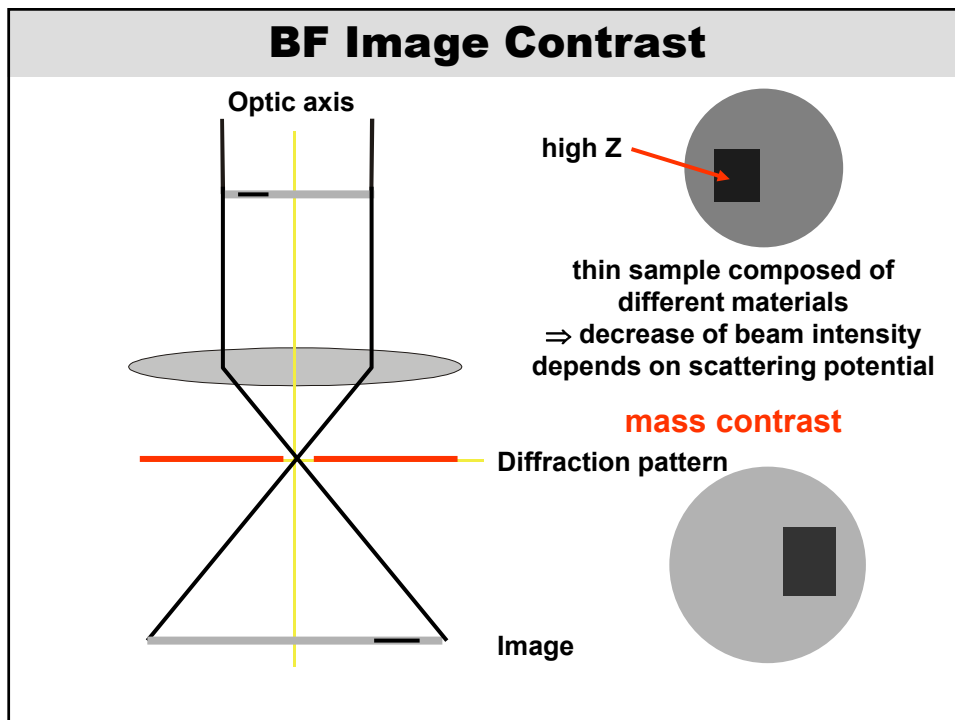 BF Image Contrast
Optic axis
high Z
thin sample composed of
different materials
⇒ decrease of beam intensity
depends on scattering potential
mass contrast
Diffraction pattern
Image